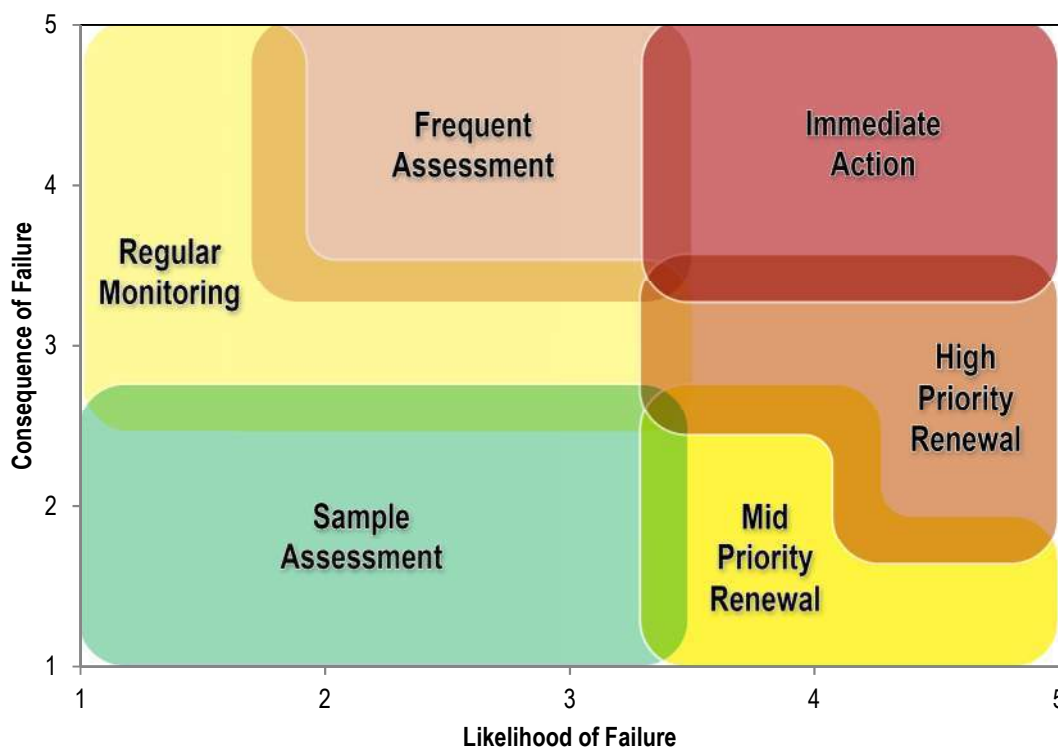 5
4
3
2
1
Consequence of Failure
Frequent
Assessment
Immediate
Action
Regular
Monitoring
High
Priority
Renewal
Sample
Assessment
Mid
Priority
Renewal
1
2
3
4
5
Likelihood of Failure